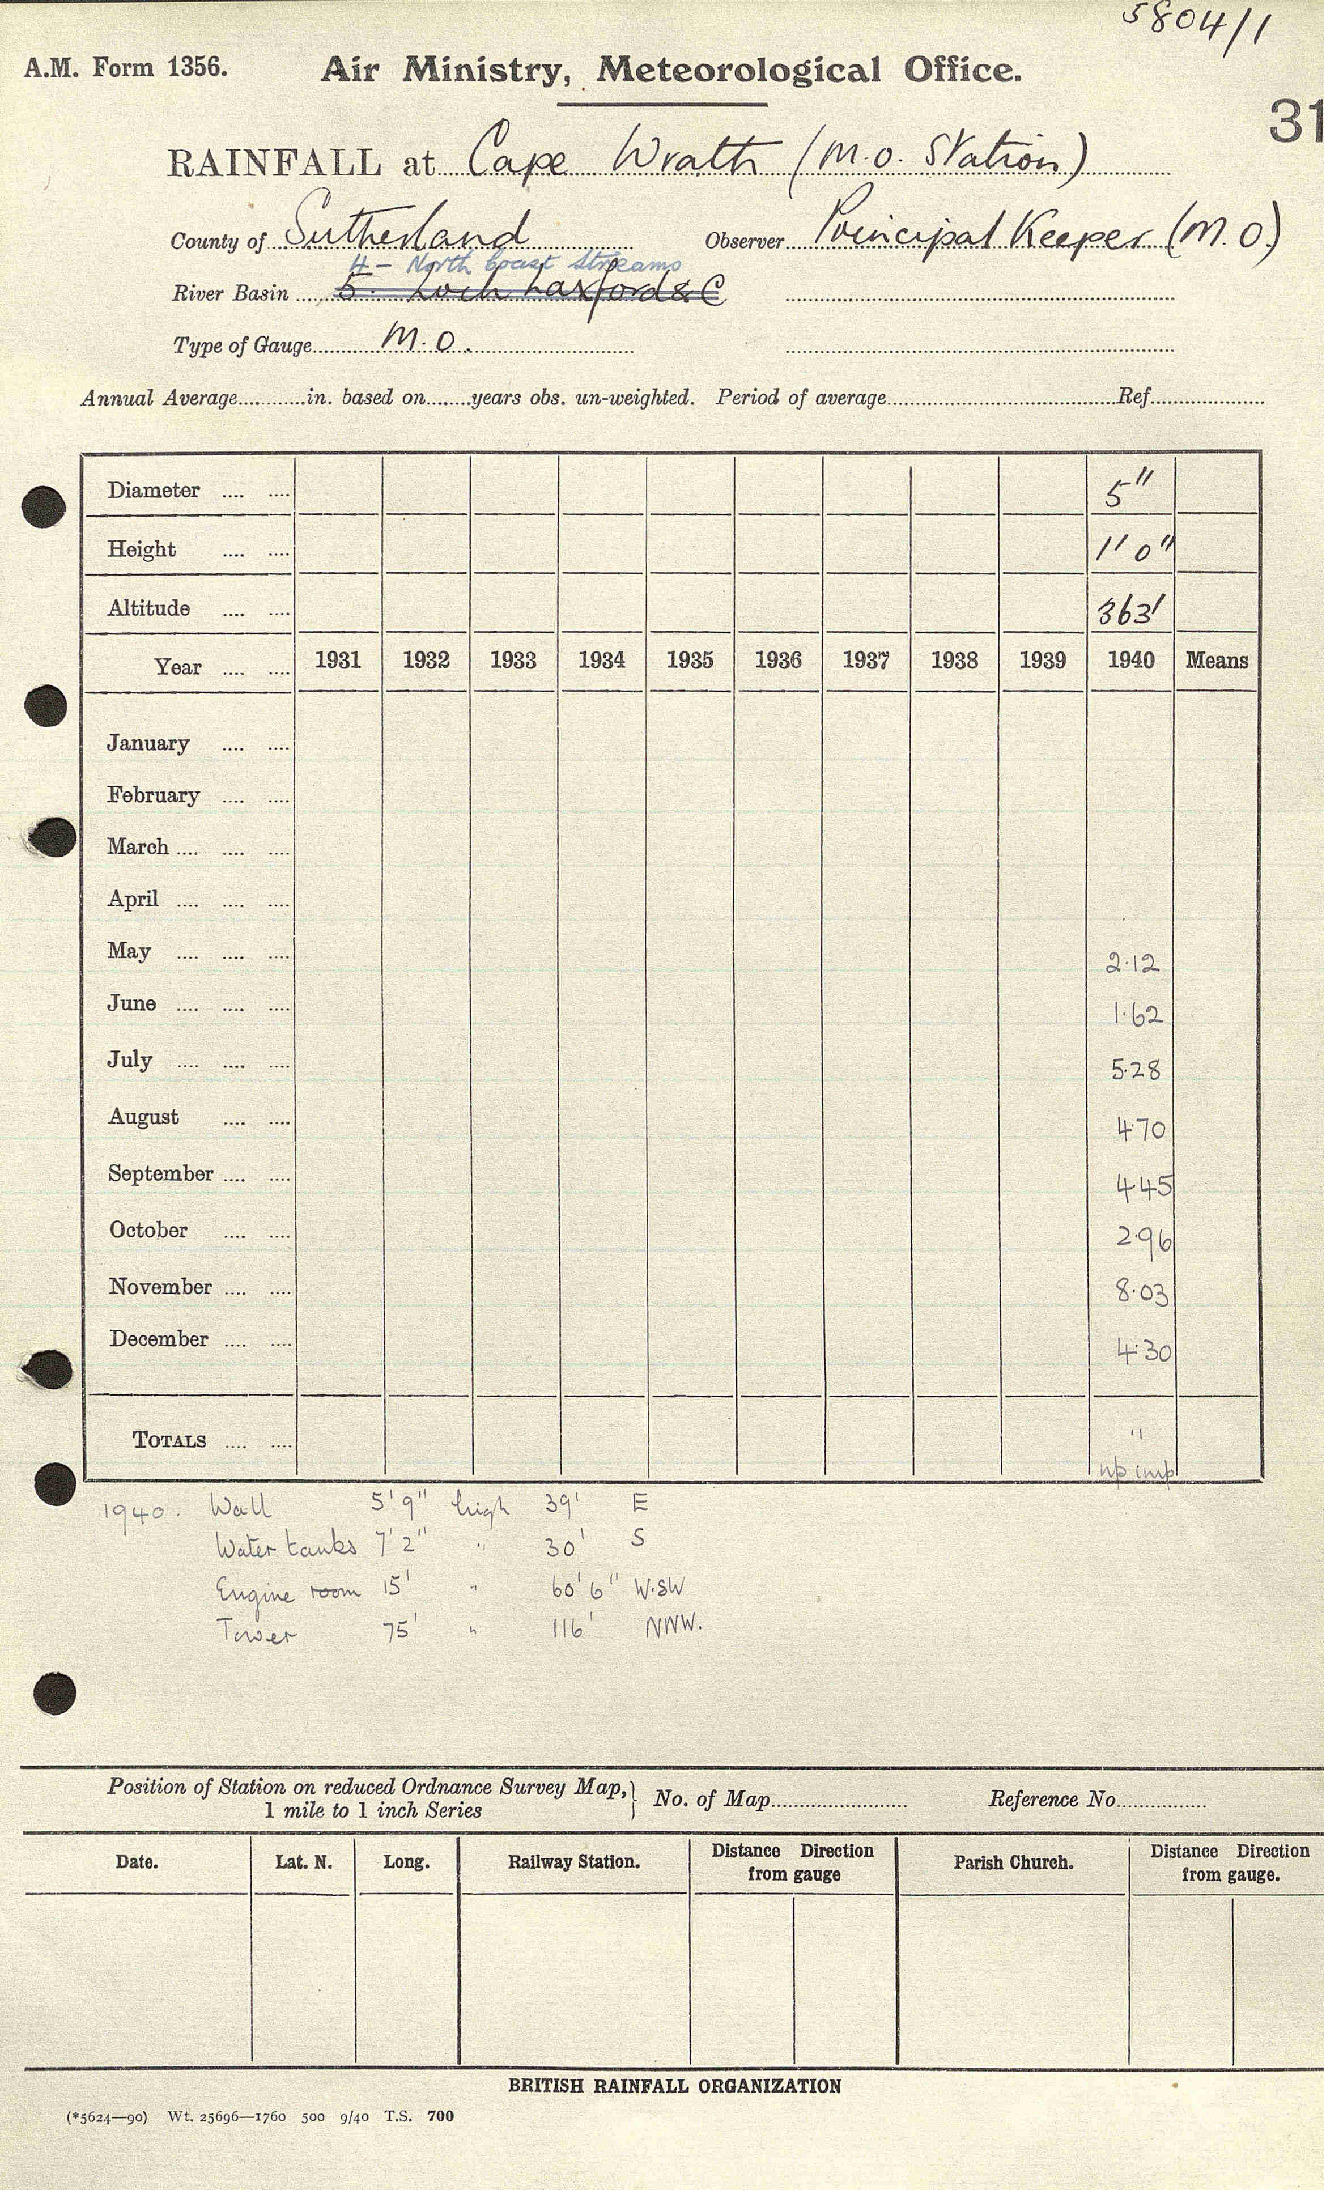 5804/1
A.M. Form 1356.
Air Ministry, Meteorological Office.
31
RAINFALL at Cape Wrath (M.O. Station)
County of Sutherland Observer Principal Keeper (M.O.)
4 - North Coast Streams
River Basin 5. Loch Laxford & C
Type of Gauge M.O.
Annual Average..........in. based on.......years obs. un-weighted. Period of average.......... Ref..........
Diameter .... .... 5"
Height .... .... 1' 0"
Altitude .... .... 363'
Year .... .... 1931 1932 1933 1934 1935 1936 1937 1938 1939 1940 Means
January .... ....
February .... ....
March .... .... ....
April .... .... ....
May .... .... .... 2.12
June .... .... .... 1.62
July .... .... .... 5.28
August .... .... 4.70
September .... .... 4.45
October .... .... 2.96
November .... .... 8.03
December .... .... 4.30
TOTALS .... .... "
np imp
1940. Wall 5' 9" high 39' E
Water tanks 7' 2" " 30' S
Engine room 15' " 60' 6" W.SW
Tower 75' " 116' NNW.
Position of Station on reduced Ordnance Survey Map, } No. of Map.......... Reference No..........
1 mile to 1 inch Series
Date. Lat. N. Long. Railway Station. Distance Direction from gauge Parish Church. Distance Direction from gauge.
BRITISH RAINFALL ORGANIZATION
(*5624—90) Wt. 25696—1760 500 9/40 T.S. 700